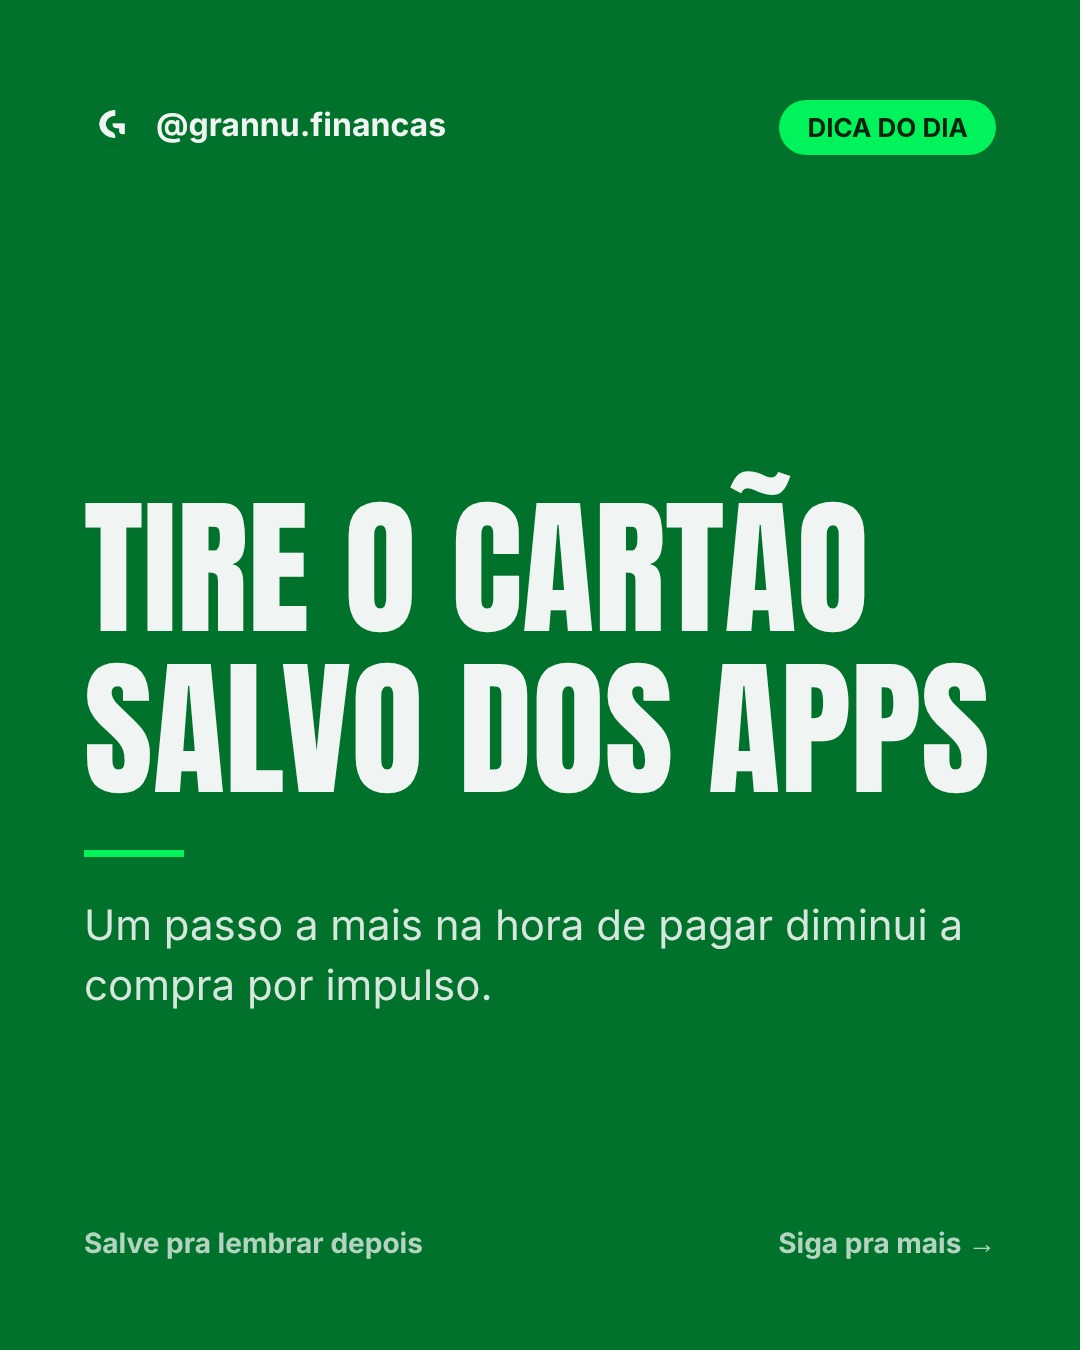 @grannu.financas
DICA DO DIA
TIRE O CARTÃO
SALVO DOS APPS
Um passo a mais na hora de pagar diminui a
compra por impulso.
Salve pra lembrar depois
Siga pra mais →